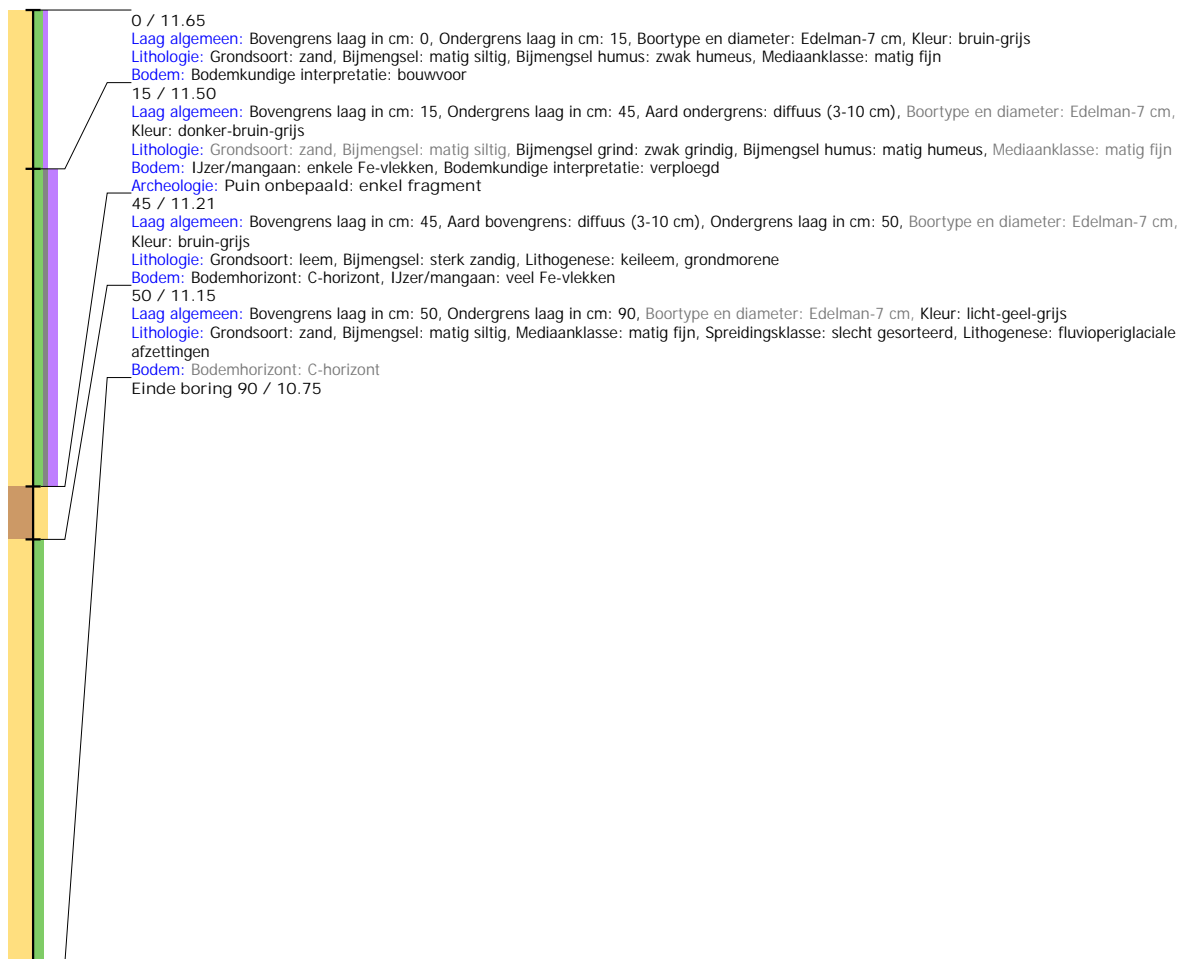 0 / 11.65
Laag algemeen: Bovengrens laag in cm: 0, Ondergrens laag in cm: 15, Boortype en diameter: Edelman-7 cm, Kleur: bruin-grijs
Lithologie: Grondsoort: zand, Bijmengsel: matig siltig, Bijmengsel humus: zwak humeus, Mediaanklasse: matig fijn
Bodem: Bodemkundige interpretatie: bouwvoor
15 / 11.50
Laag algemeen: Bovengrens laag in cm: 15, Ondergrens laag in cm: 45, Aard ondergrens: diffuus (3-10 cm), Boortype en diameter: Edelman-7 cm,
Kleur: donker-bruin-grijs
Lithologie: Grondsoort: zand, Bijmengsel: matig siltig, Bijmengsel grind: zwak grindig, Bijmengsel humus: matig humeus, Mediaanklasse: matig fijn
Bodem: IJzer/mangaan: enkele Fe-vlekken, Bodemkundige interpretatie: verploegd
Archeologie: Puin onbepaald: enkel fragment
45 / 11.21
Laag algemeen: Bovengrens laag in cm: 45, Aard bovengrens: diffuus (3-10 cm), Ondergrens laag in cm: 50, Boortype en diameter: Edelman-7 cm,
Kleur: bruin-grijs
Lithologie: Grondsoort: leem, Bijmengsel: sterk zandig, Lithogenese: keileem, grondmorene
Bodem: Bodemhorizont: C-horizont, IJzer/mangaan: veel Fe-vlekken
50 / 11.15
Laag algemeen: Bovengrens laag in cm: 50, Ondergrens laag in cm: 90, Boortype en diameter: Edelman-7 cm, Kleur: licht-geel-grijs
Lithologie: Grondsoort: zand, Bijmengsel: matig siltig, Mediaanklasse: matig fijn, Spreidingsklasse: slecht gesorteerd, Lithogenese: fluvioperiglaciale
afzettingen
Bodem: Bodemhorizont: C-horizont
Einde boring 90 / 10.75